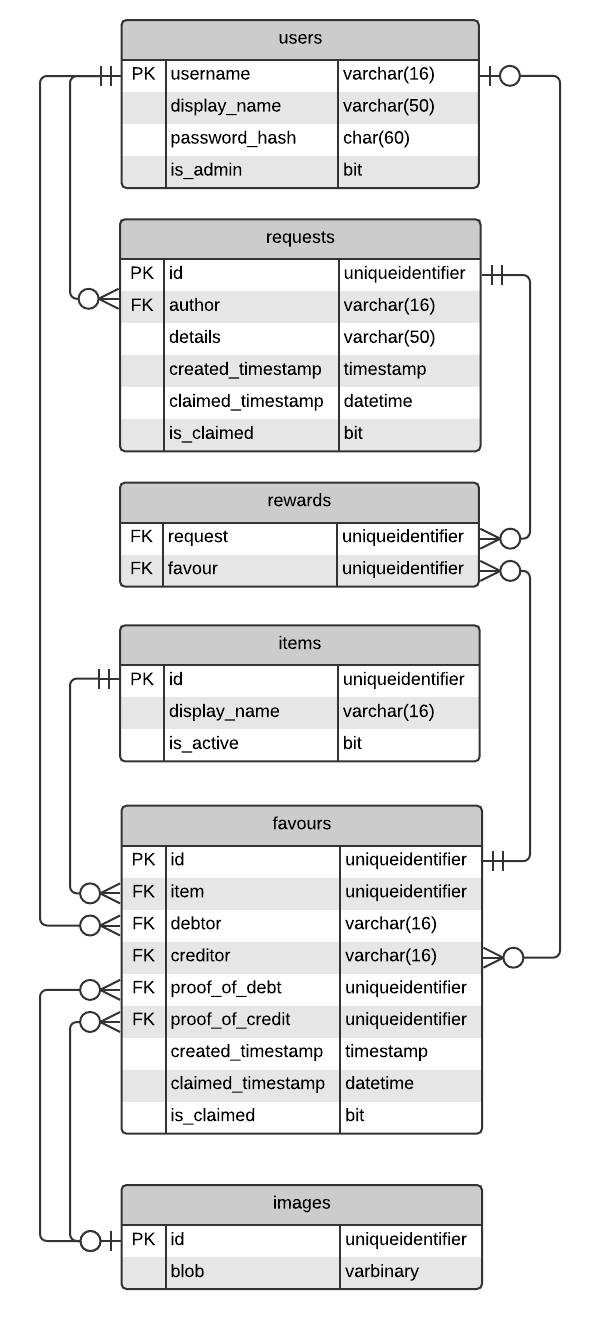 users
PK username varchar(16)
display_name varchar(50)
password_hash char(60)
is_admin bit
requests
PK id uniqueidentifier
FK author varchar(16)
details varchar(50)
created_timestamp timestamp
claimed_timestamp datetime
is_claimed bit
rewards
FK request uniqueidentifier
FK favour uniqueidentifier
items
PK id uniqueidentifier
display_name varchar(16)
is_active bit
favours
PK id uniqueidentifier
FK item uniqueidentifier
FK debtor varchar(16)
FK creditor varchar(16)
FK proof_of_debt uniqueidentifier
FK proof_of_credit uniqueidentifier
created_timestamp timestamp
claimed_timestamp datetime
is_claimed bit
images
PK id uniqueidentifier
blob varbinary